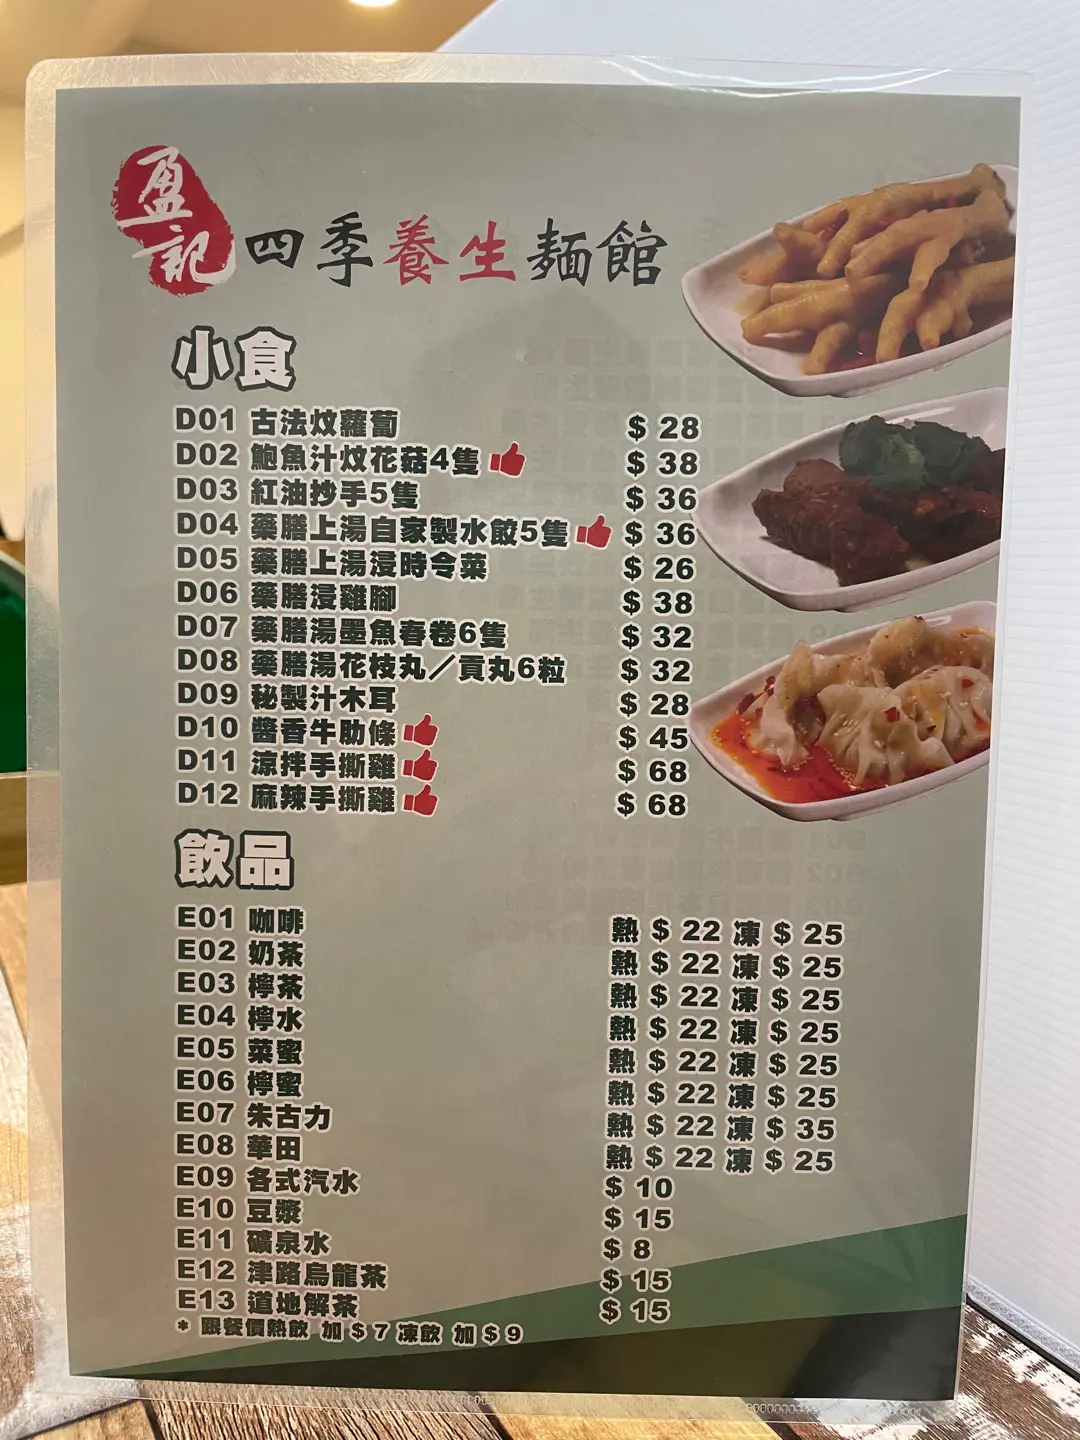 盈記
四季養生麵館
小食
D01 古法炆蘿蔔 $ 28
D02 鮑魚汁炆花菇4隻 $ 38
D03 紅油抄手5隻 $ 36
D04 藥膳上湯自家製水餃5隻 $ 36
D05 藥膳上湯浸時令菜 $ 26
D06 藥膳浸雞腳 $ 38
D07 藥膳湯墨魚春卷6隻 $ 32
D08 藥膳湯花枝丸／貢丸6粒 $ 32
D09 秘製汁木耳 $ 28
D10 醬香牛肋條 $ 45
D11 涼拌手撕雞 $ 68
D12 麻辣手撕雞 $ 68
飲品
E01 咖啡 熱 $ 22 凍 $ 25
E02 奶茶 熱 $ 22 凍 $ 25
E03 檸茶 熱 $ 22 凍 $ 25
E04 檸水 熱 $ 22 凍 $ 25
E05 菜蜜 熱 $ 22 凍 $ 25
E06 檸蜜 熱 $ 22 凍 $ 25
E07 朱古力 熱 $ 22 凍 $ 35
E08 華田 熱 $ 22 凍 $ 25
E09 各式汽水 $ 10
E10 豆漿 $ 15
E11 礦泉水 $ 8
E12 津路烏龍茶 $ 15
E13 道地解茶 $ 15
* 跟餐價熱飲 加 $ 7 凍飲 加 $ 9